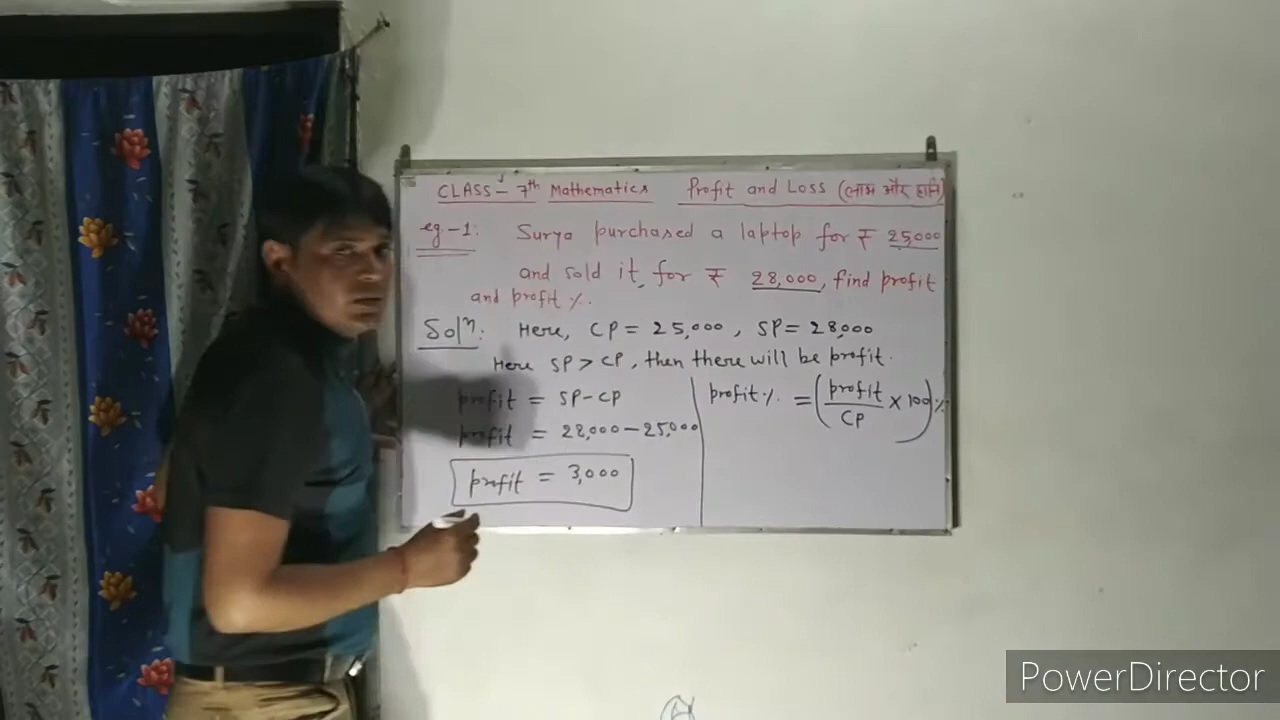 CLASS - 7th Mathematics Profit and Loss (लाभ और हानि)
eg.-1: Surya purchased a laptop for ₹ 25,000
and sold it for ₹ 28,000, find profit
and profit %.
Soln: Here, CP = 25,000, SP = 28,000
Here SP > CP, then there will be profit.
profit = SP - CP
profit = 28,000 - 25,000
profit = 3,000
profit % = (profit/CP × 100) %
PowerDirector